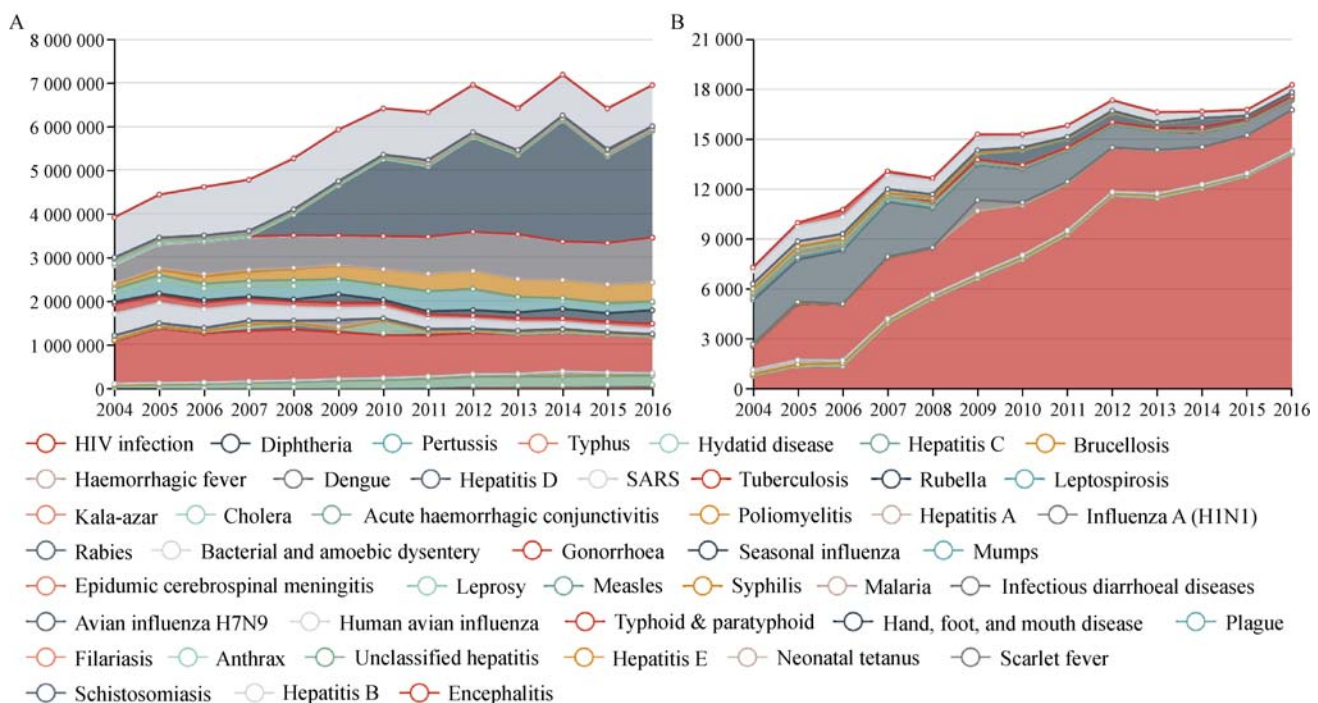 A
B
8 000 000
7 000 000
6 000 000
5 000 000
4 000 000
3 000 000
2 000 000
1 000 000
0
2004 2005 2006 2007 2008 2009 2010 2011 2012 2013 2014 2015 2016
21 000
18 000
15 000
12 000
9 000
6 000
3 000
0
2004 2005 2006 2007 2008 2009 2010 2011 2012 2013 2014 2015 2016
HIV infection Diphtheria Pertussis Typhus Hydatid disease Hepatitis C Brucellosis
Haemorrhagic fever Dengue Hepatitis D SARS Tuberculosis Rubella Leptospirosis
Kala-azar Cholera Acute haemorrhagic conjunctivitis Poliomyelitis Hepatitis A Influenza A (H1N1)
Rabies Bacterial and amoebic dysentery Gonorrhoea Seasonal influenza Mumps
Epidumic cerebrospinal meningitis Leprosy Measles Syphilis Malaria Infectious diarrhoeal diseases
Avian influenza H7N9 Human avian influenza Typhoid & paratyphoid Hand, foot, and mouth disease Plague
Filariasis Anthrax Unclassified hepatitis Hepatitis E Neonatal tetanus Scarlet fever
Schistosomiasis Hepatitis B Encephalitis